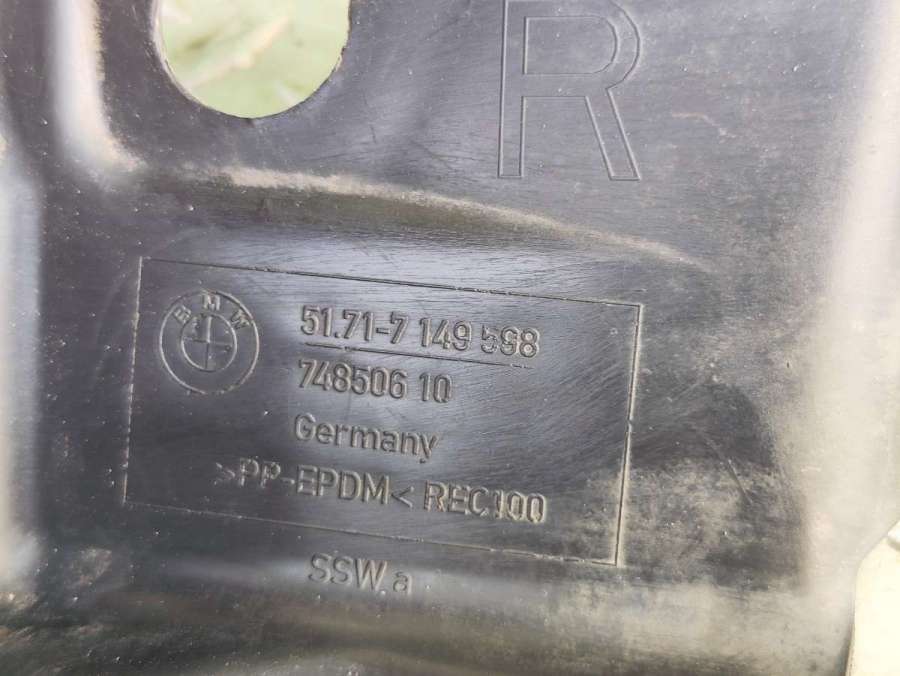 R
BMW
51.71-7 149 598
748506 10
Germany
>PP-EPDM< REC100
SSW.a